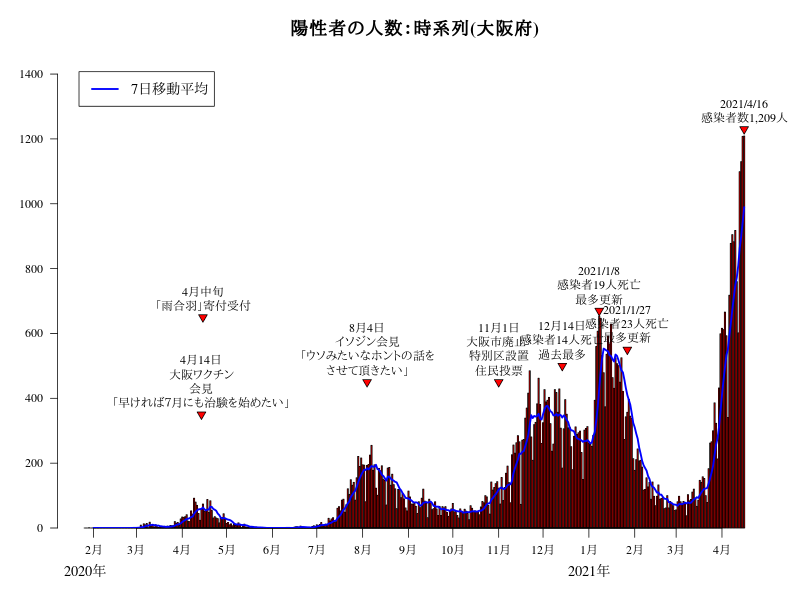 陽性者の人数：時系列(大阪府)
7日移動平均
1400
1200
1000
800
600
400
200
0
2021/4/16
感染者数1,209人
2021/1/8
感染者19人死亡
最多更新
2021/1/27
感染者23人死亡
最多更新
4月中旬
「雨合羽」寄付受付
4月14日
大阪ワクチン
会見
「早ければ7月にも治験を始めたい」
8月4日
イソジン会見
「ウソみたいなホントの話を
させて頂きたい」
11月1日
大阪市廃止
特別区設置
住民投票
12月14日
感染者14人死亡
過去最多
2月
3月
4月
5月
6月
7月
8月
9月
10月
11月
12月
1月
2月
3月
4月
2020年
2021年